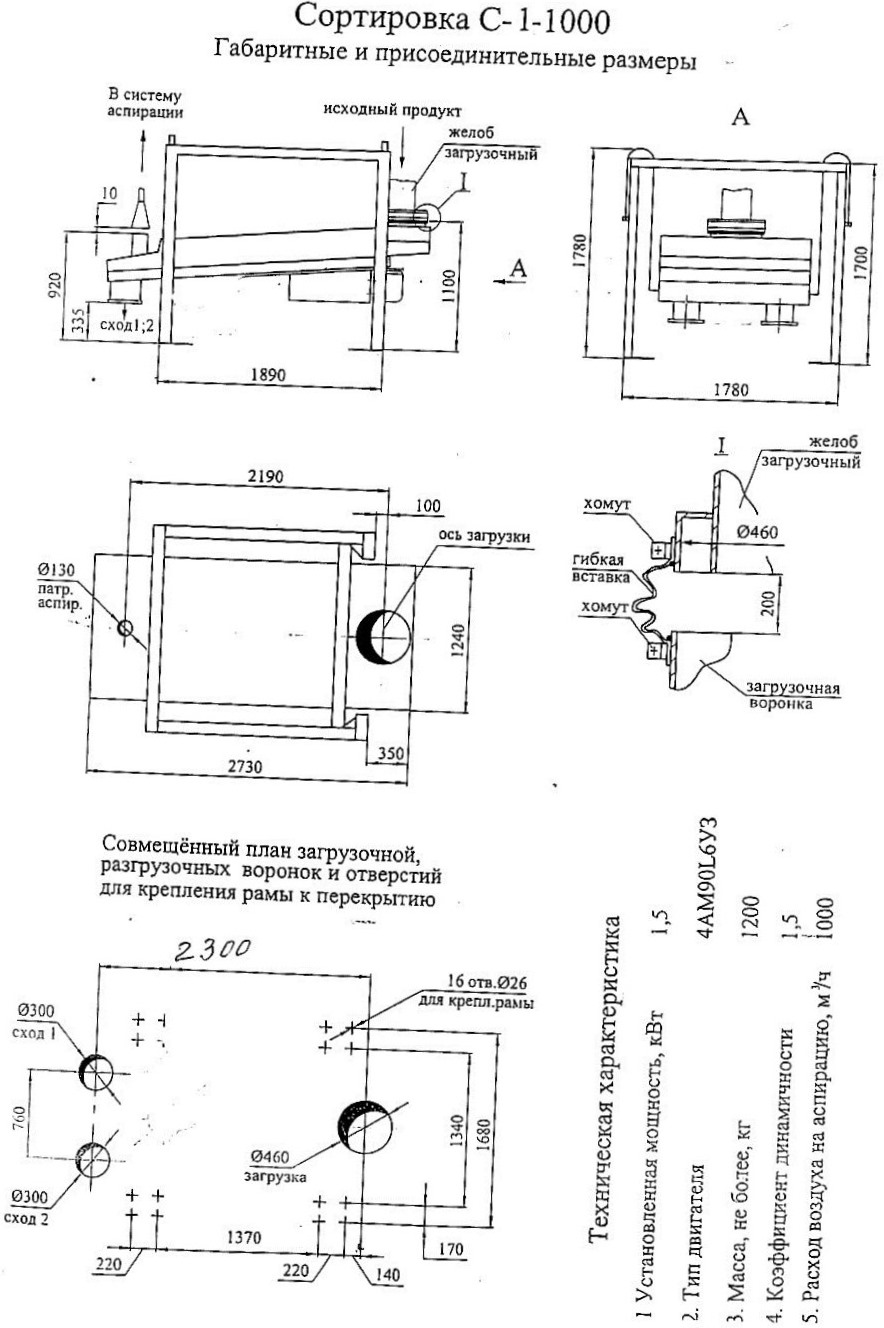 Сортировка С-1-1000
Габаритные и присоединительные размеры
В систему
аспирации
исходный продукт
желоб
загрузочный
I
10
920
335
сход1;2
1100
А
1890
А
1780
1700
1780
2190
100
ось загрузки
Ø130
патр.
аспир.
1240
350
2730
I
желоб
загрузочный
хомут
Ø460
гибкая
вставка
хомут
200
загрузочная
воронка
Совмещённый план загрузочной,
разгрузочных воронок и отверстий
для крепления рамы к перекрытию
2300
16 отв.Ø26
для крепл.рамы
Ø300
сход 1
760
Ø300
сход 2
Ø460
загрузка
1340
1680
170
1370
220
220
140
Техническая характеристика
1 Установленная мощность, кВт 1,5
2. Тип двигателя 4АМ90L6У3
3. Масса, не более, кг 1200
4. Коэффициент динамичности 1,5
5. Расход воздуха на аспирацию, м³/ч 1000